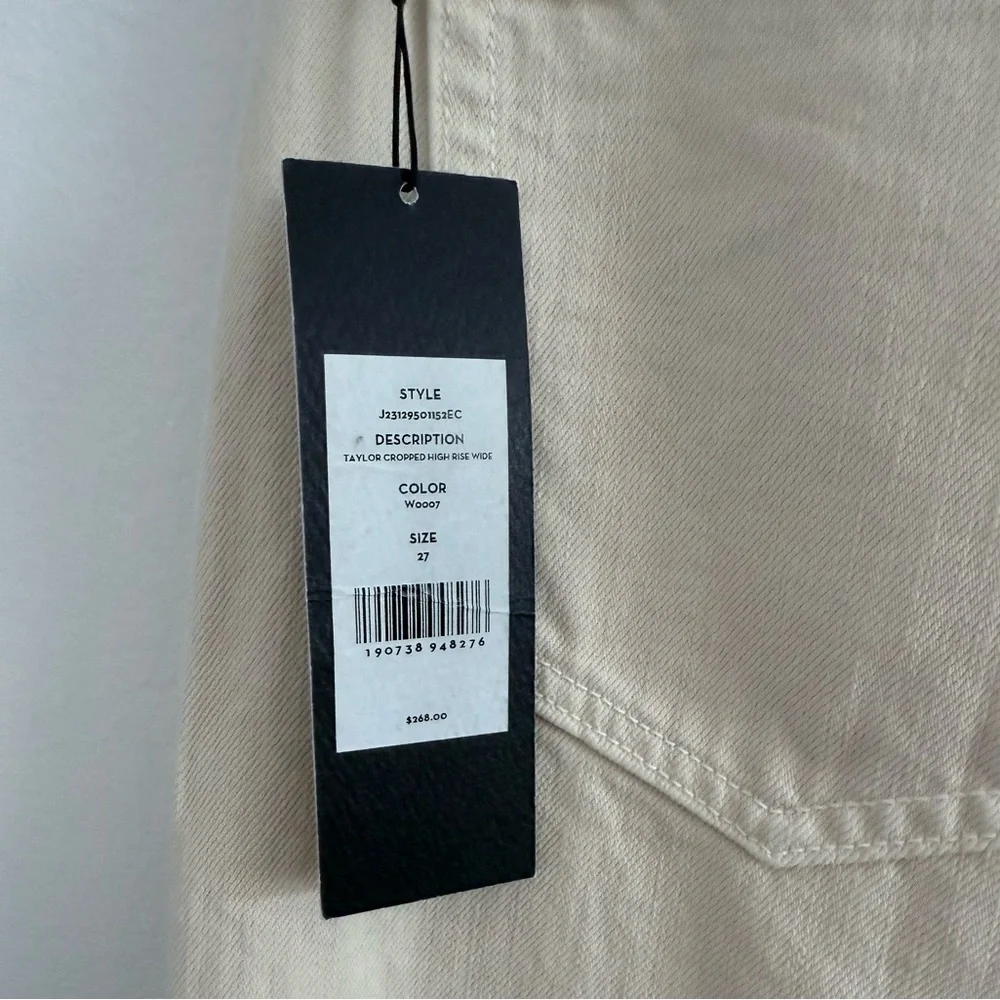 STYLE
J23129501152EC
DESCRIPTION
TAYLOR CROPPED HIGH RISE WIDE
COLOR
W0007
SIZE
27
190738 948276
$268.00